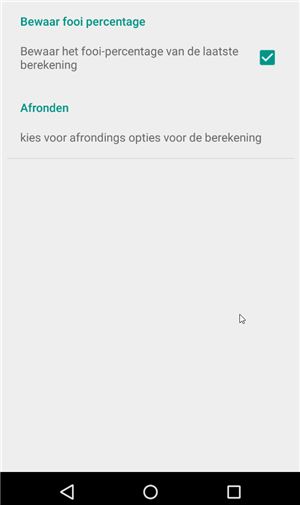 Bewaar fooi percentage
Bewaar het fooi-percentage van de laatste
berekening
Afronden
kies voor afrondings opties voor de berekening